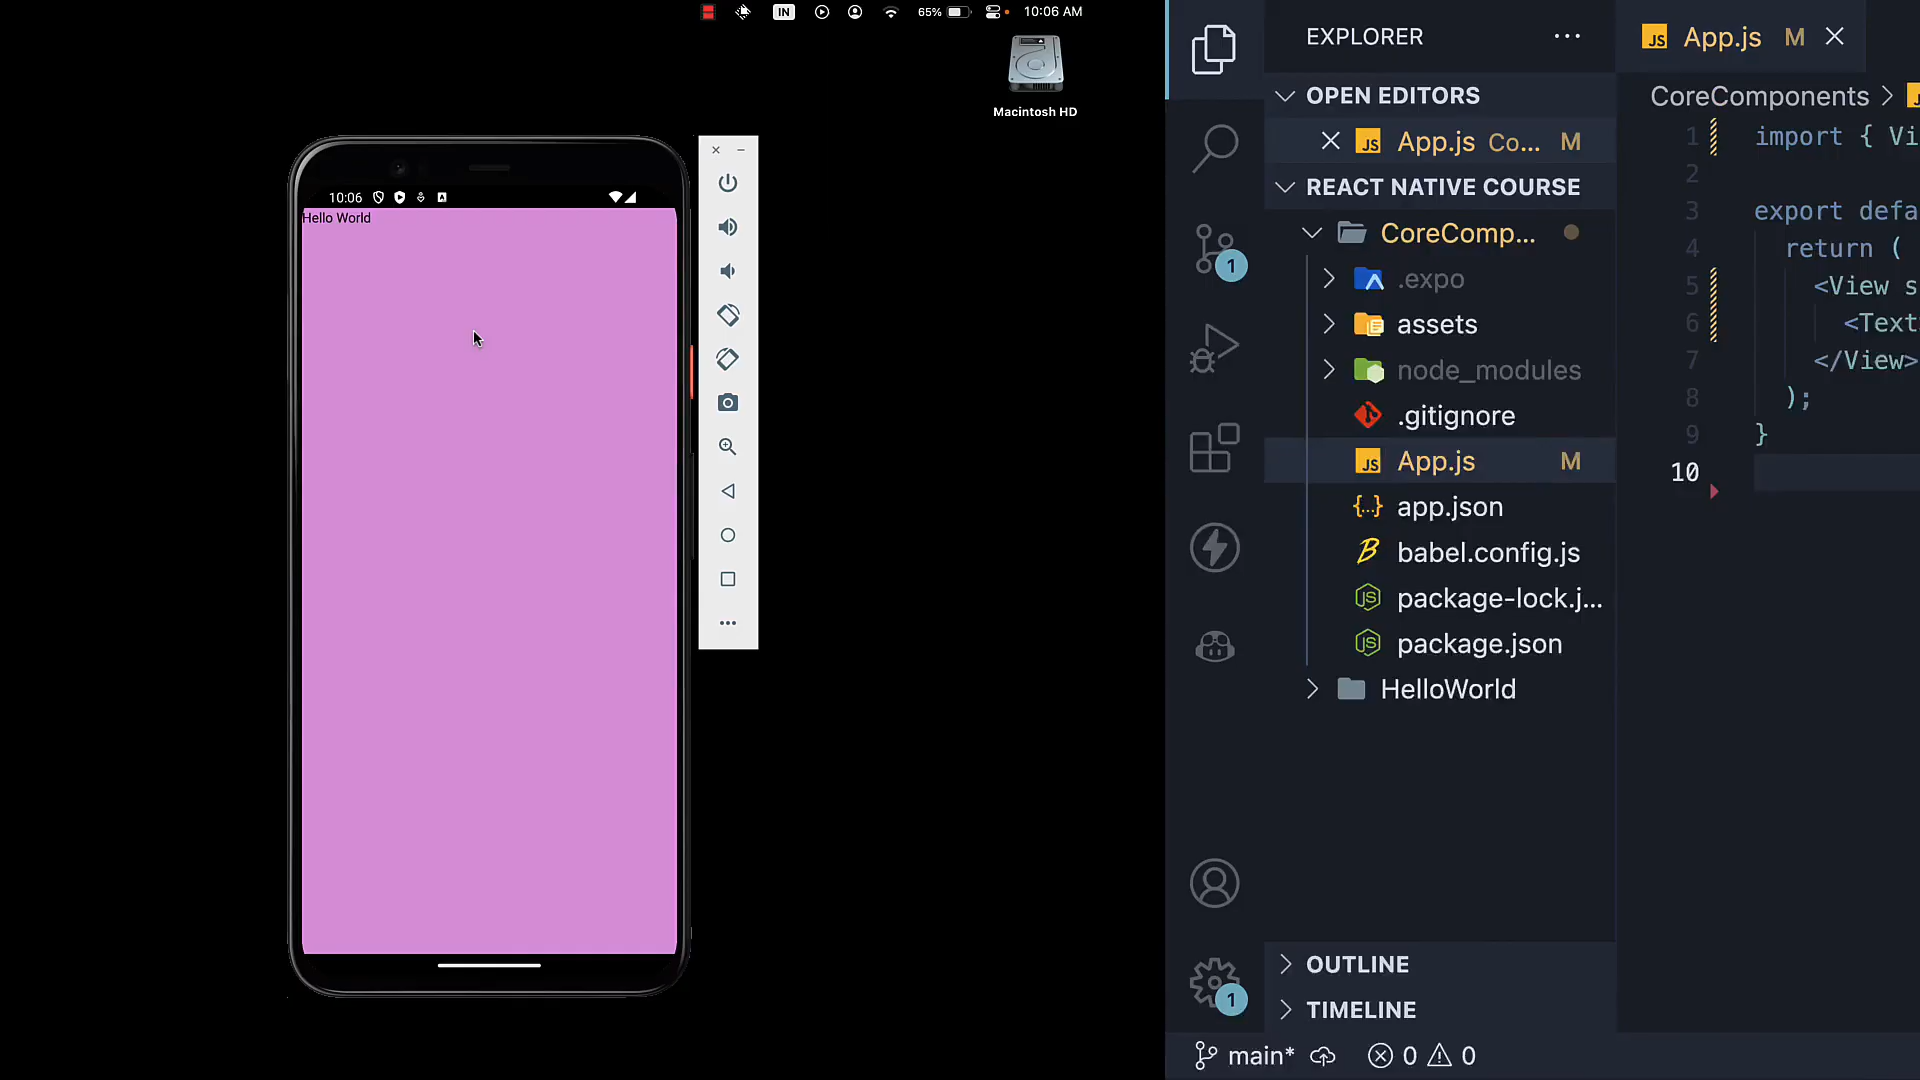 IN
65%
10:06 AM
Macintosh HD
10:06
Hello World
EXPLORER
OPEN EDITORS
App.js Co... M
REACT NATIVE COURSE
CoreComp...
.expo
assets
node_modules
.gitignore
App.js M
app.json
babel.config.js
package-lock.j...
package.json
HelloWorld
OUTLINE
TIMELINE
main* 0 0
1
1
App.js M
CoreComponents >
1 import { Vi
2
3 export defa
4 return (
5 <View s
6 <Text
7 </View>
8 );
9 }
10